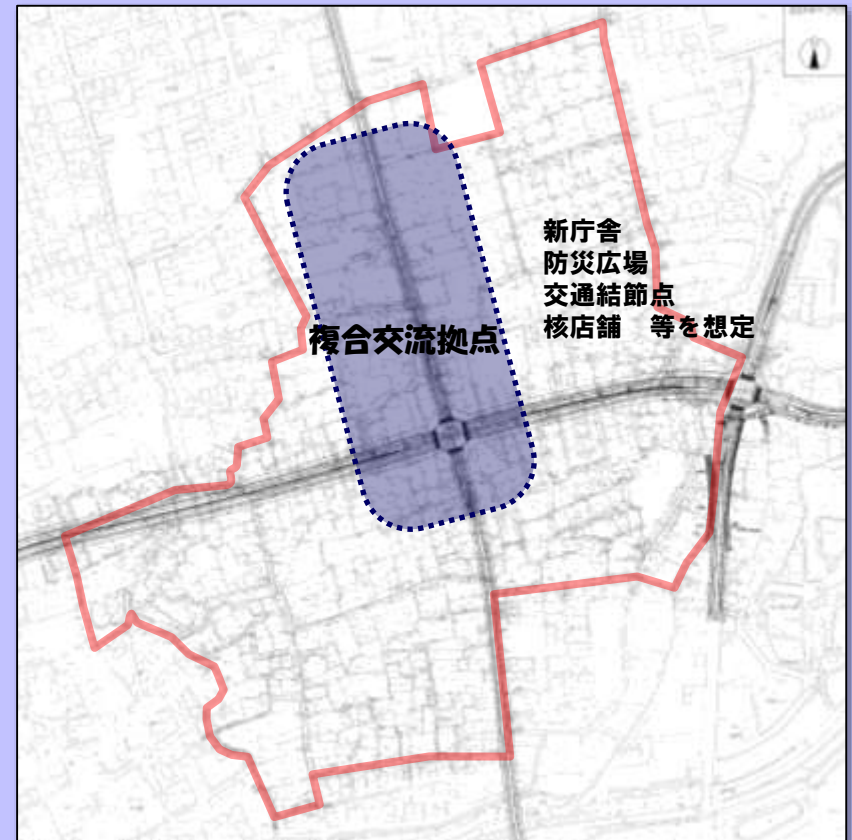 新庁舎
防災広場
交通結節点
核店舗　等を想定
複合交流拠点